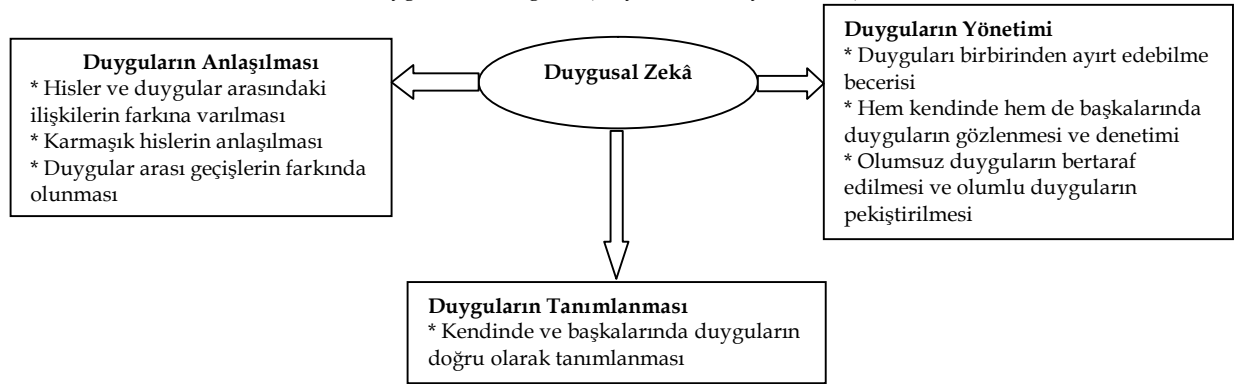 Duyguların Anlaşılması
* Hisler ve duygular arasındaki
ilişkilerin farkına varılması
* Karmaşık hislerin anlaşılması
* Duygular arası geçişlerin farkında
olunması
Duygusal Zekâ
Duyguların Yönetimi
* Duyguları birbirinden ayırt edebilme
becerisi
* Hem kendinde hem de başkalarında
duyguların gözlenmesi ve denetimi
* Olumsuz duyguların bertaraf
edilmesi ve olumlu duyguların
pekiştirilmesi
Duyguların Tanımlanması
* Kendinde ve başkalarında duyguların
doğru olarak tanımlanması